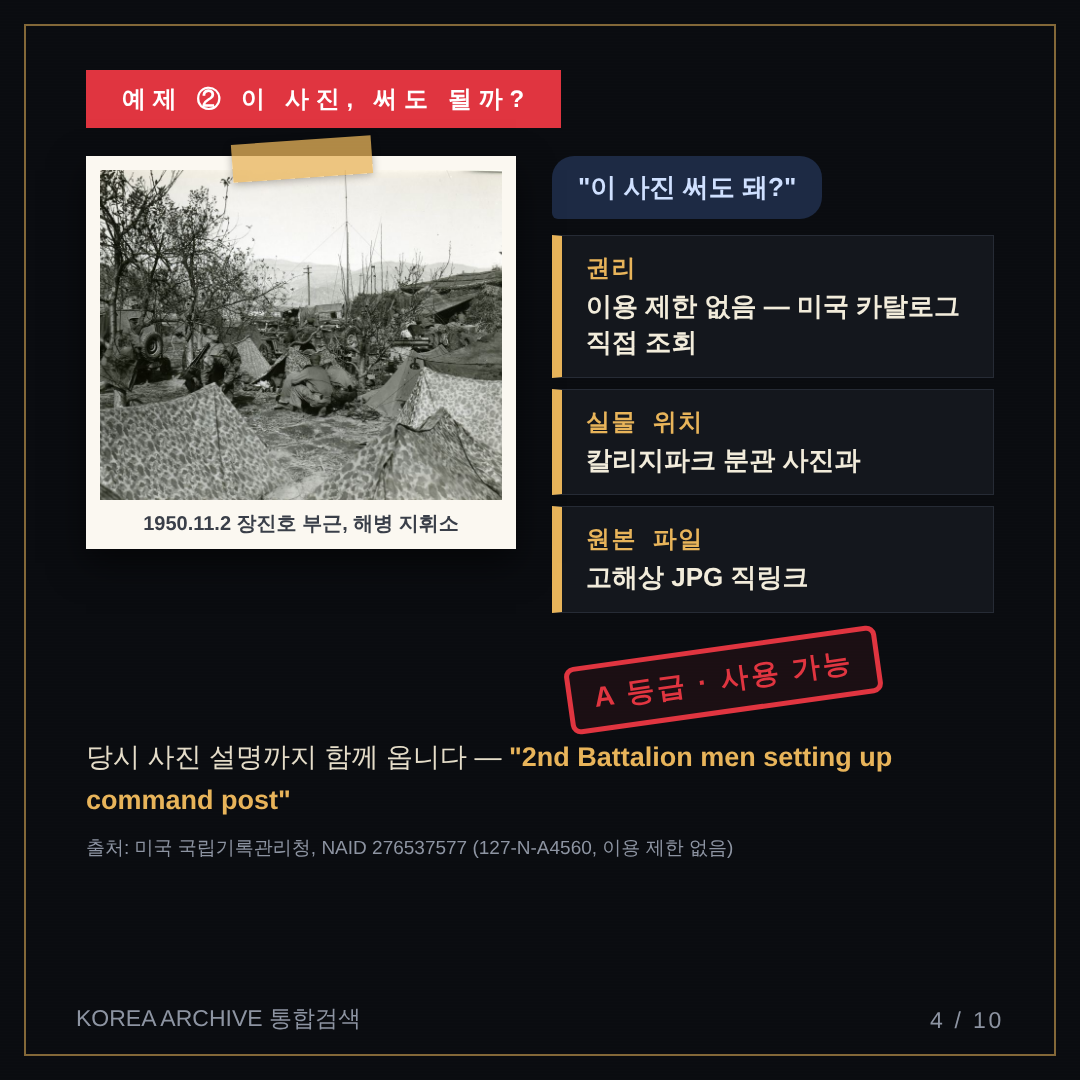 예제 ② 이 사진, 써도 될까?
1950.11.2 장진호 부근, 해병 지휘소
"이 사진 써도 돼?"
권리
이용 제한 없음 — 미국 카탈로그
직접 조회
실물 위치
칼리지파크 분관 사진과
원본 파일
고해상 JPG 직링크
A 등급 · 사용 가능
당시 사진 설명까지 함께 옵니다 — "2nd Battalion men setting up
command post"
출처: 미국 국립기록관리청, NAID 276537577 (127-N-A4560, 이용 제한 없음)
KOREA ARCHIVE 통합검색
4 / 10